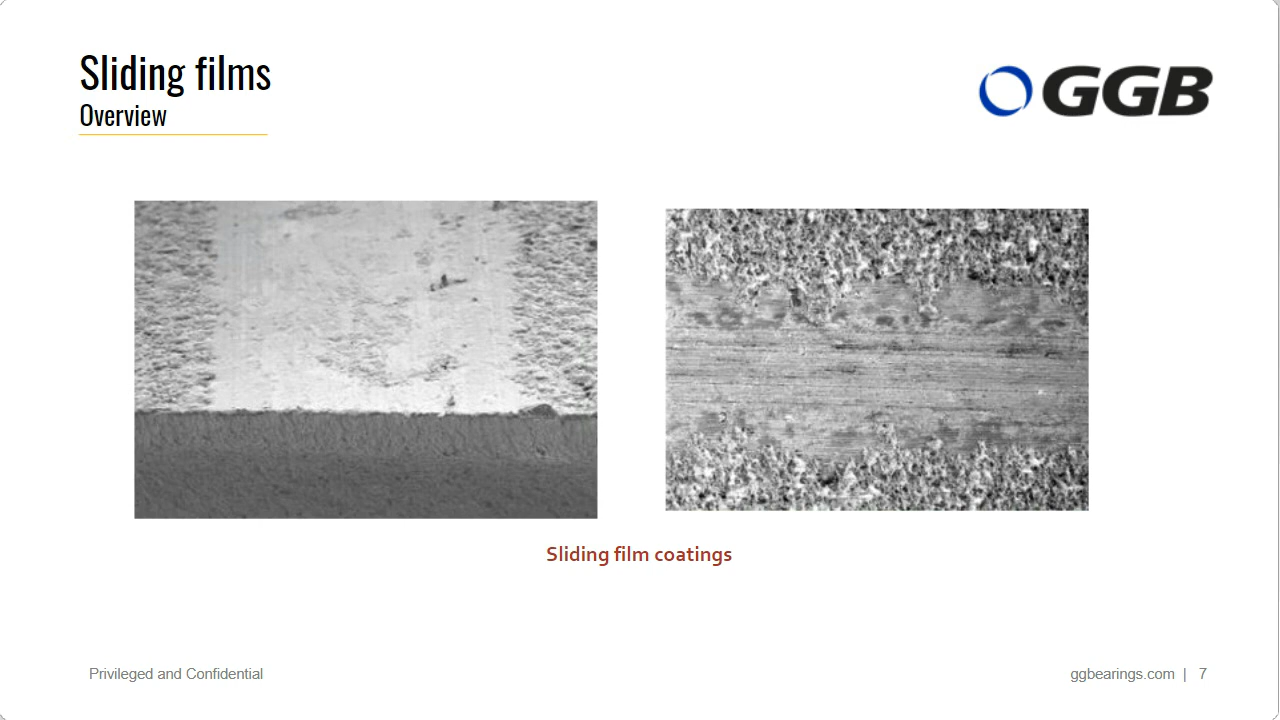 Sliding films
Overview
GGB
Sliding film coatings
Privileged and Confidential
ggbearings.com | 7